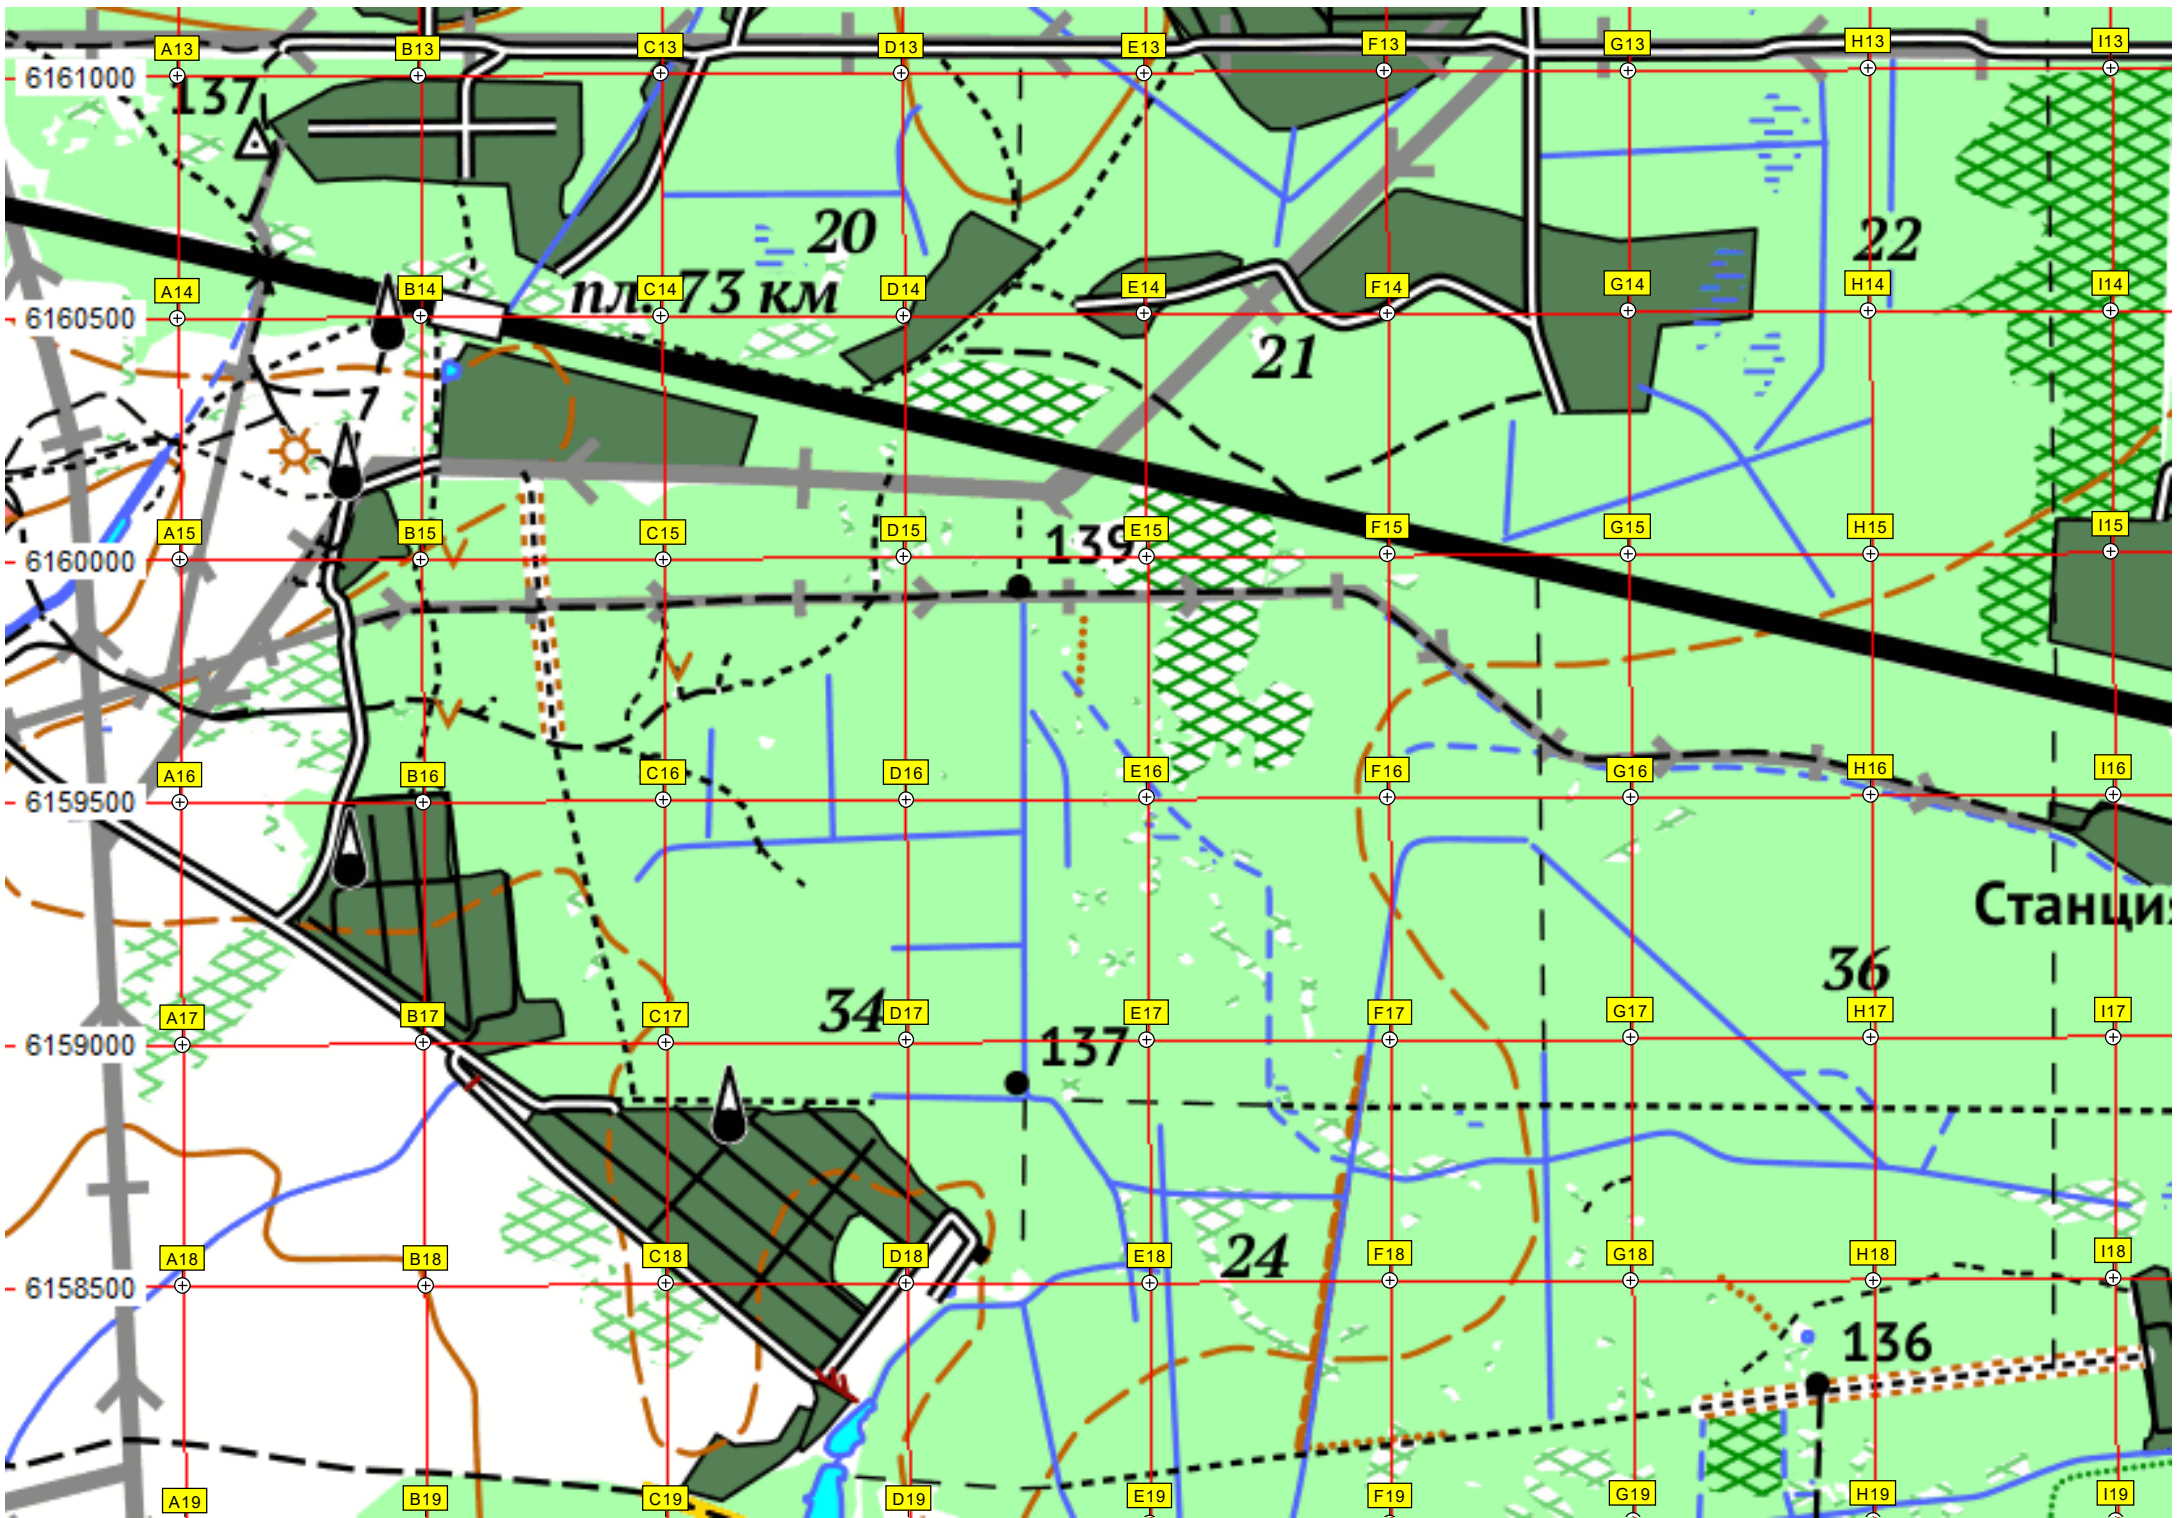 A13 B13 C13 D13 E13 F13 G13 H13 I13
6161000
137
20
22
A14 B14 C14 D14 E14 F14 G14 H14 I14
пл. 73 км
6160500
21
A15 B15 C15 D15 E15 F15 G15 H15 I15
139
6160000
A16 B16 C16 D16 E16 F16 G16 H16 I16
6159500
Станция
36
34
A17 B17 C17 D17 E17 F17 G17 H17 I17
6159000
137
24
A18 B18 C18 D18 E18 F18 G18 H18 I18
6158500
136
A19 B19 C19 D19 E19 F19 G19 H19 I19